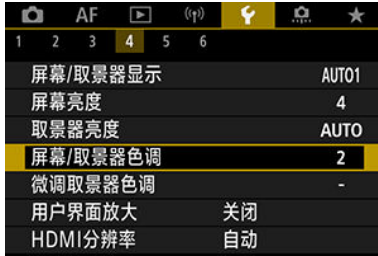 AF
1 2 3 4 5 6
屏幕/取景器显示 AUTO1
屏幕亮度 4
取景器亮度 AUTO
屏幕/取景器色调 2
微调取景器色调 -
用户界面放大 关闭
HDMI分辨率 自动